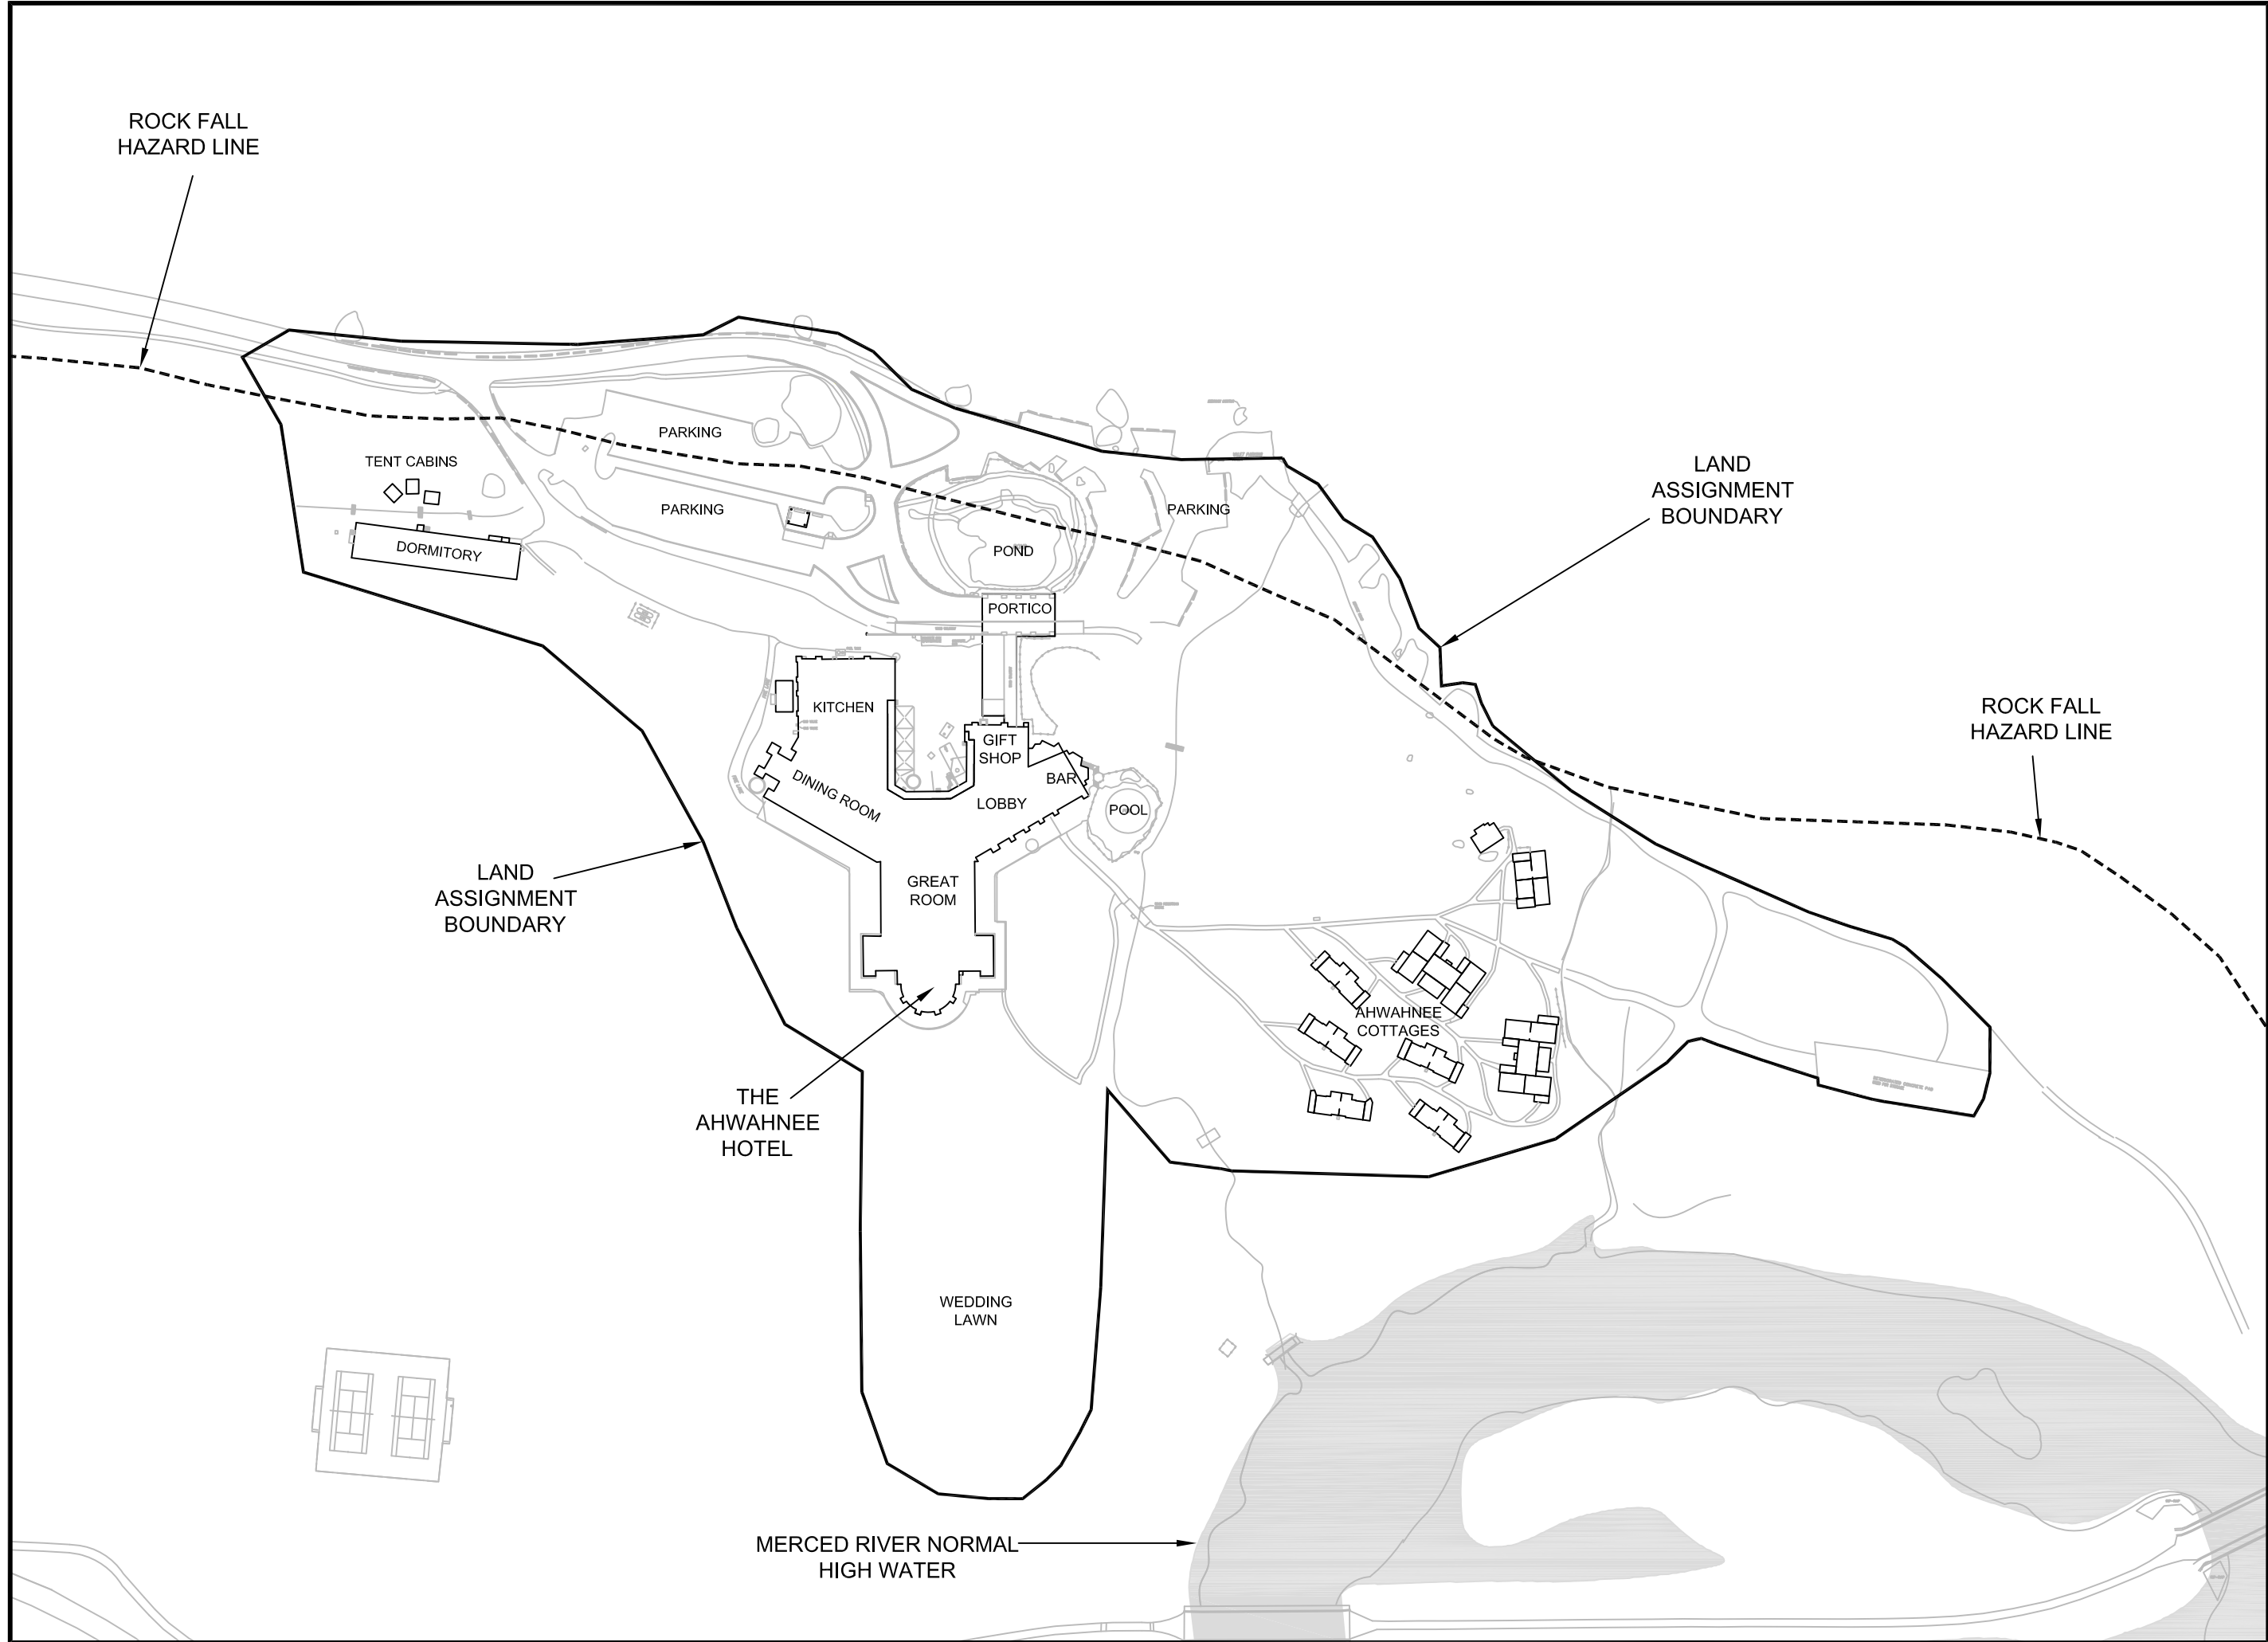 ROCK FALL
HAZARD LINE
PARKING
TENT CABINS
LAND
ASSIGNMENT
BOUNDARY
PARKING
PARKING
DORMITORY
POND
PORTICO
KITCHEN
GIFT
SHOP
ROCK FALL
HAZARD LINE
DINING ROOM
BAR
LOBBY
POOL
LAND
ASSIGNMENT
BOUNDARY
GREAT
ROOM
AHWAHNEE
COTTAGES
THE
AHWAHNEE
HOTEL
WEDDING
LAWN
MERCED RIVER NORMAL
HIGH WATER